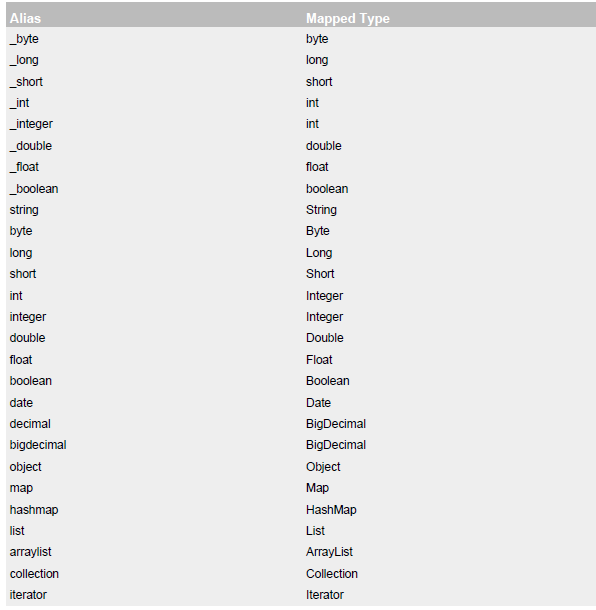 Alias Mapped Type
_byte byte
_long long
_short short
_int int
_integer int
_double double
_float float
_boolean boolean
string String
byte Byte
long Long
short Short
int Integer
integer Integer
double Double
float Float
boolean Boolean
date Date
decimal BigDecimal
bigdecimal BigDecimal
object Object
map Map
hashmap HashMap
list List
arraylist ArrayList
collection Collection
iterator Iterator